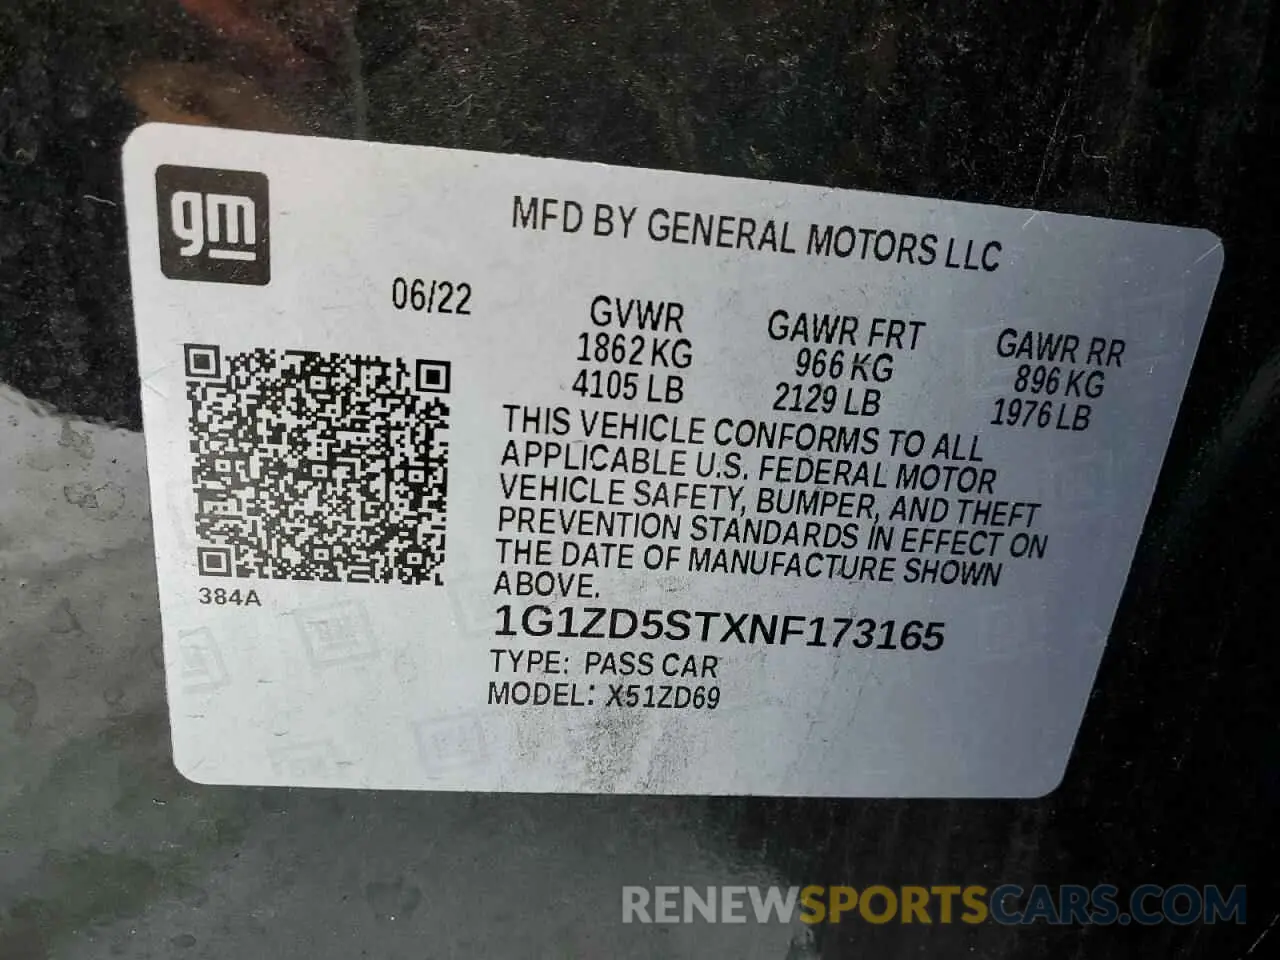 gm
MFD BY GENERAL MOTORS LLC
06/22
GVWR
1862 KG
4105 LB
GAWR FRT
966 KG
2129 LB
GAWR RR
896 KG
1976 LB
THIS VEHICLE CONFORMS TO ALL
APPLICABLE U.S. FEDERAL MOTOR
VEHICLE SAFETY, BUMPER, AND THEFT
PREVENTION STANDARDS IN EFFECT ON
THE DATE OF MANUFACTURE SHOWN
ABOVE.
384A
1G1ZD5STXNF173165
TYPE: PASS CAR
MODEL: X51ZD69
RENEWSPORTSCARS.COM